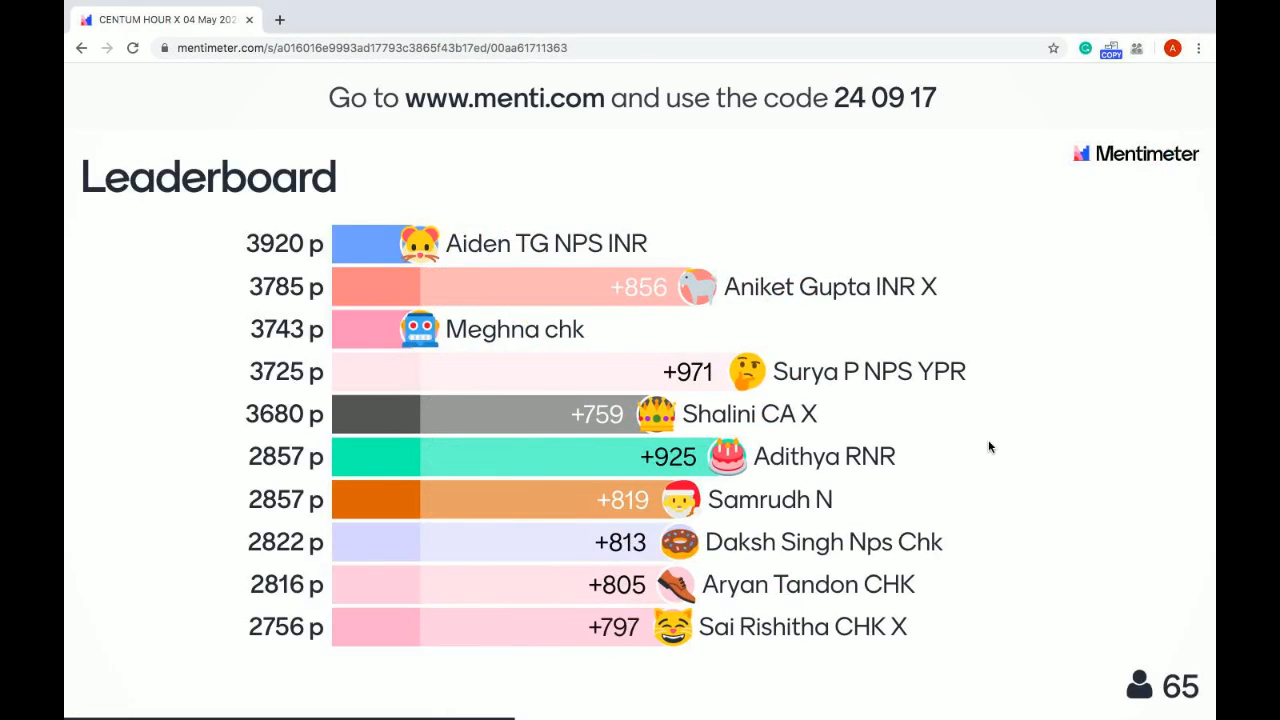 CENTUM HOUR X 04 May 202
mentimeter.com/s/a016016e9993ad17793c3865f43b17ed/00aa61711363
COPY
A
Go to www.menti.com and use the code 24 09 17
Mentimeter
Leaderboard
3920 p Aiden TG NPS INR
3785 p +856 Aniket Gupta INR X
3743 p Meghna chk
3725 p +971 Surya P NPS YPR
3680 p +759 Shalini CA X
2857 p +925 Adithya RNR
2857 p +819 Samrudh N
2822 p +813 Daksh Singh Nps Chk
2816 p +805 Aryan Tandon CHK
2756 p +797 Sai Rishitha CHK X
65